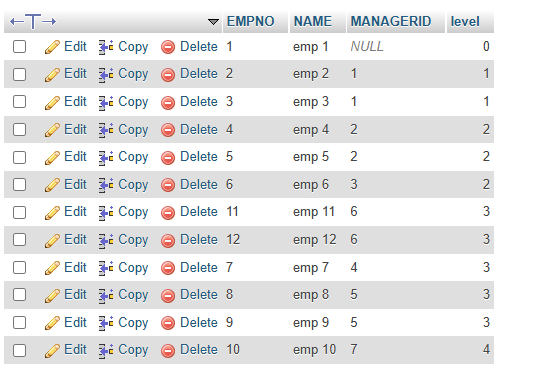 EMPNO NAME MANAGERID level
Edit Copy Delete 1 emp 1 NULL 0
Edit Copy Delete 2 emp 2 1 1
Edit Copy Delete 3 emp 3 1 1
Edit Copy Delete 4 emp 4 2 2
Edit Copy Delete 5 emp 5 2 2
Edit Copy Delete 6 emp 6 3 2
Edit Copy Delete 11 emp 11 6 3
Edit Copy Delete 12 emp 12 6 3
Edit Copy Delete 7 emp 7 4 3
Edit Copy Delete 8 emp 8 5 3
Edit Copy Delete 9 emp 9 5 3
Edit Copy Delete 10 emp 10 7 4